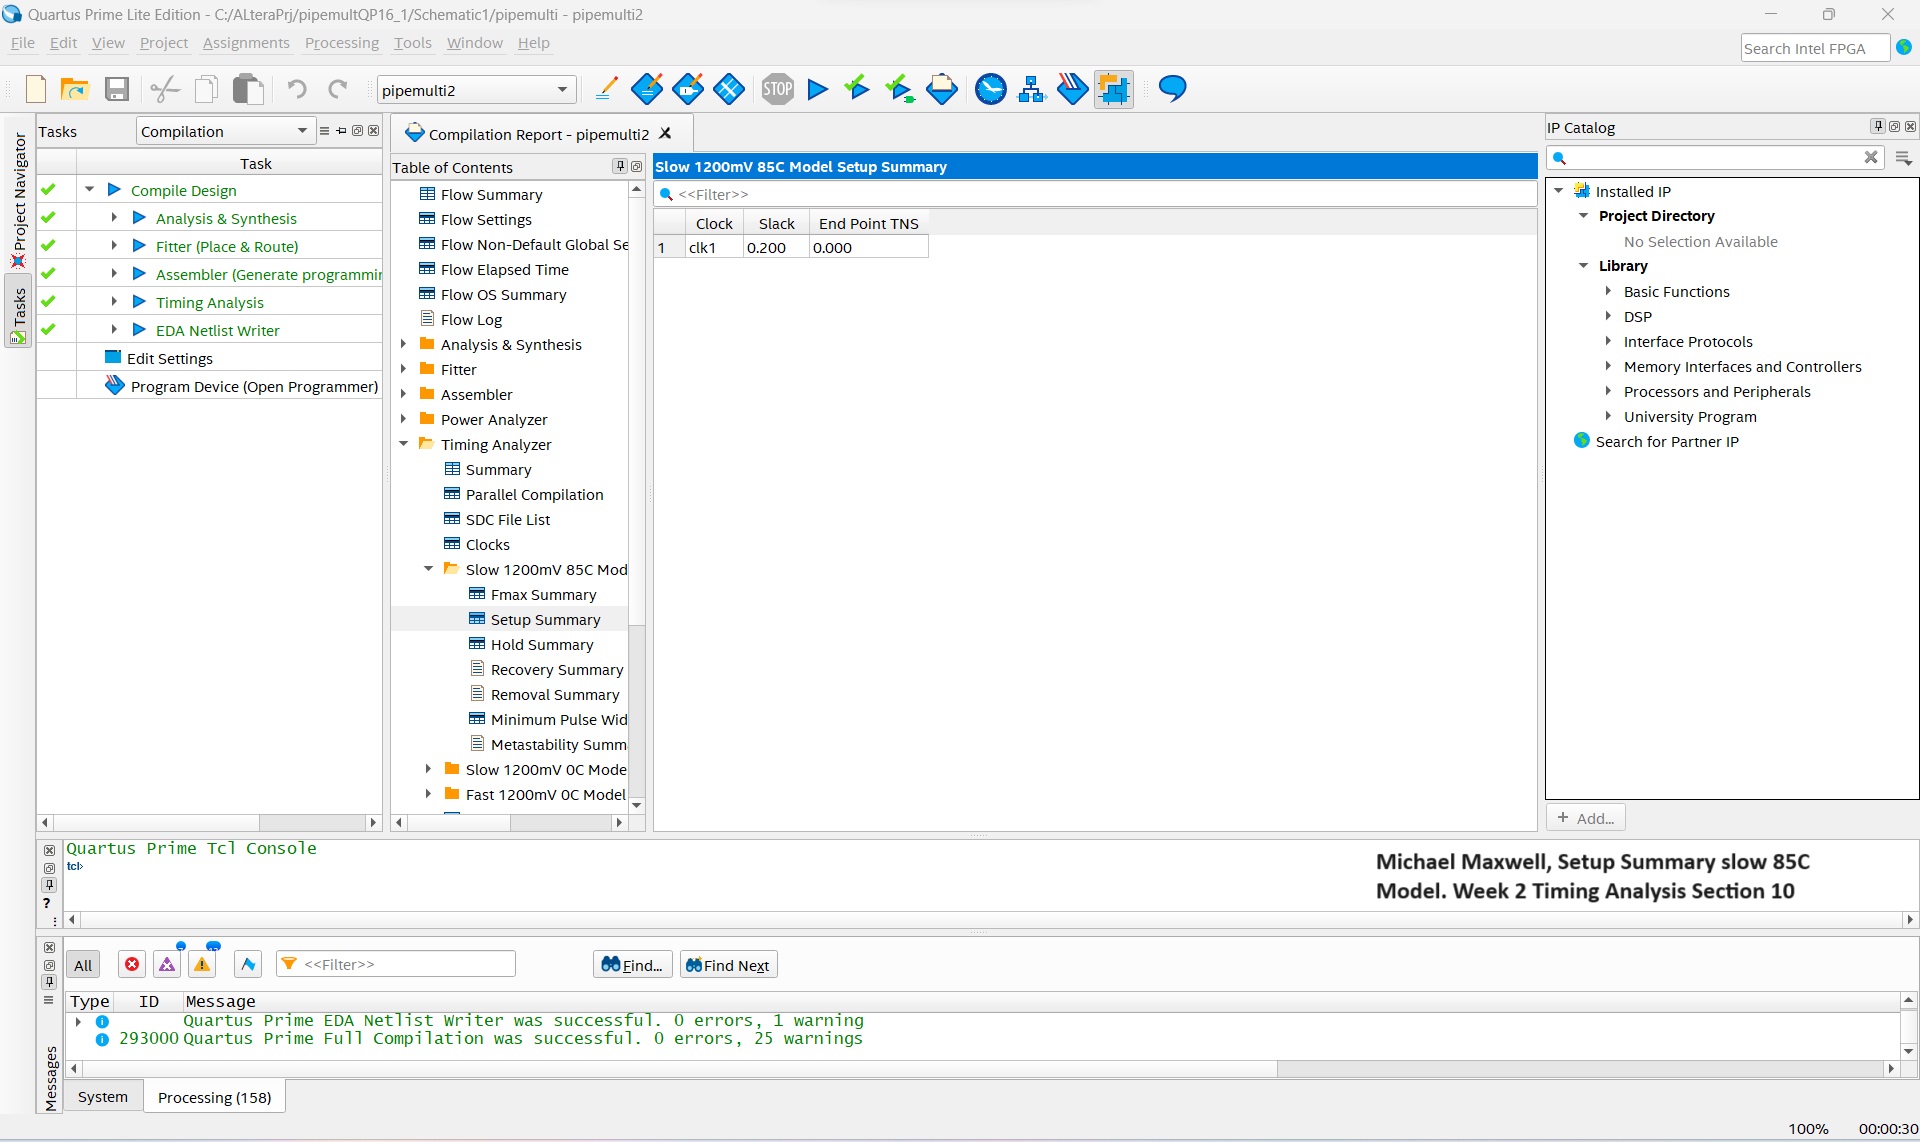 Quartus Prime Lite Edition - C:/ALteraPrj/pipemultQP16_1/Schematic1/pipemulti - pipemulti2
File Edit View Project Assignments Processing Tools Window Help
Search Intel FPGA
pipemulti2
STOP
Project Navigator
Tasks
Tasks
Compilation
Task
Compile Design
Analysis & Synthesis
Fitter (Place & Route)
Assembler (Generate programmin
Timing Analysis
EDA Netlist Writer
Edit Settings
Program Device (Open Programmer)
Compilation Report - pipemulti2
Table of Contents
Flow Summary
Flow Settings
Flow Non-Default Global Se
Flow Elapsed Time
Flow OS Summary
Flow Log
Analysis & Synthesis
Fitter
Assembler
Power Analyzer
Timing Analyzer
Summary
Parallel Compilation
SDC File List
Clocks
Slow 1200mV 85C Mod
Fmax Summary
Setup Summary
Hold Summary
Recovery Summary
Removal Summary
Minimum Pulse Wid
Metastability Summ
Slow 1200mV 0C Mode
Fast 1200mV 0C Model
Slow 1200mV 85C Model Setup Summary
<<Filter>>
Clock Slack End Point TNS
1 clk1 0.200 0.000
IP Catalog
Installed IP
Project Directory
No Selection Available
Library
Basic Functions
DSP
Interface Protocols
Memory Interfaces and Controllers
Processors and Peripherals
University Program
Search for Partner IP
+ Add...
Quartus Prime Tcl Console
tcl>
Michael Maxwell, Setup Summary slow 85C
Model. Week 2 Timing Analysis Section 10
Messages
All
<<Filter>>
Find...
Find Next
Type ID Message
Quartus Prime EDA Netlist Writer was successful. 0 errors, 1 warning
293000 Quartus Prime Full Compilation was successful. 0 errors, 25 warnings
System
Processing (158)
100% 00:00:30